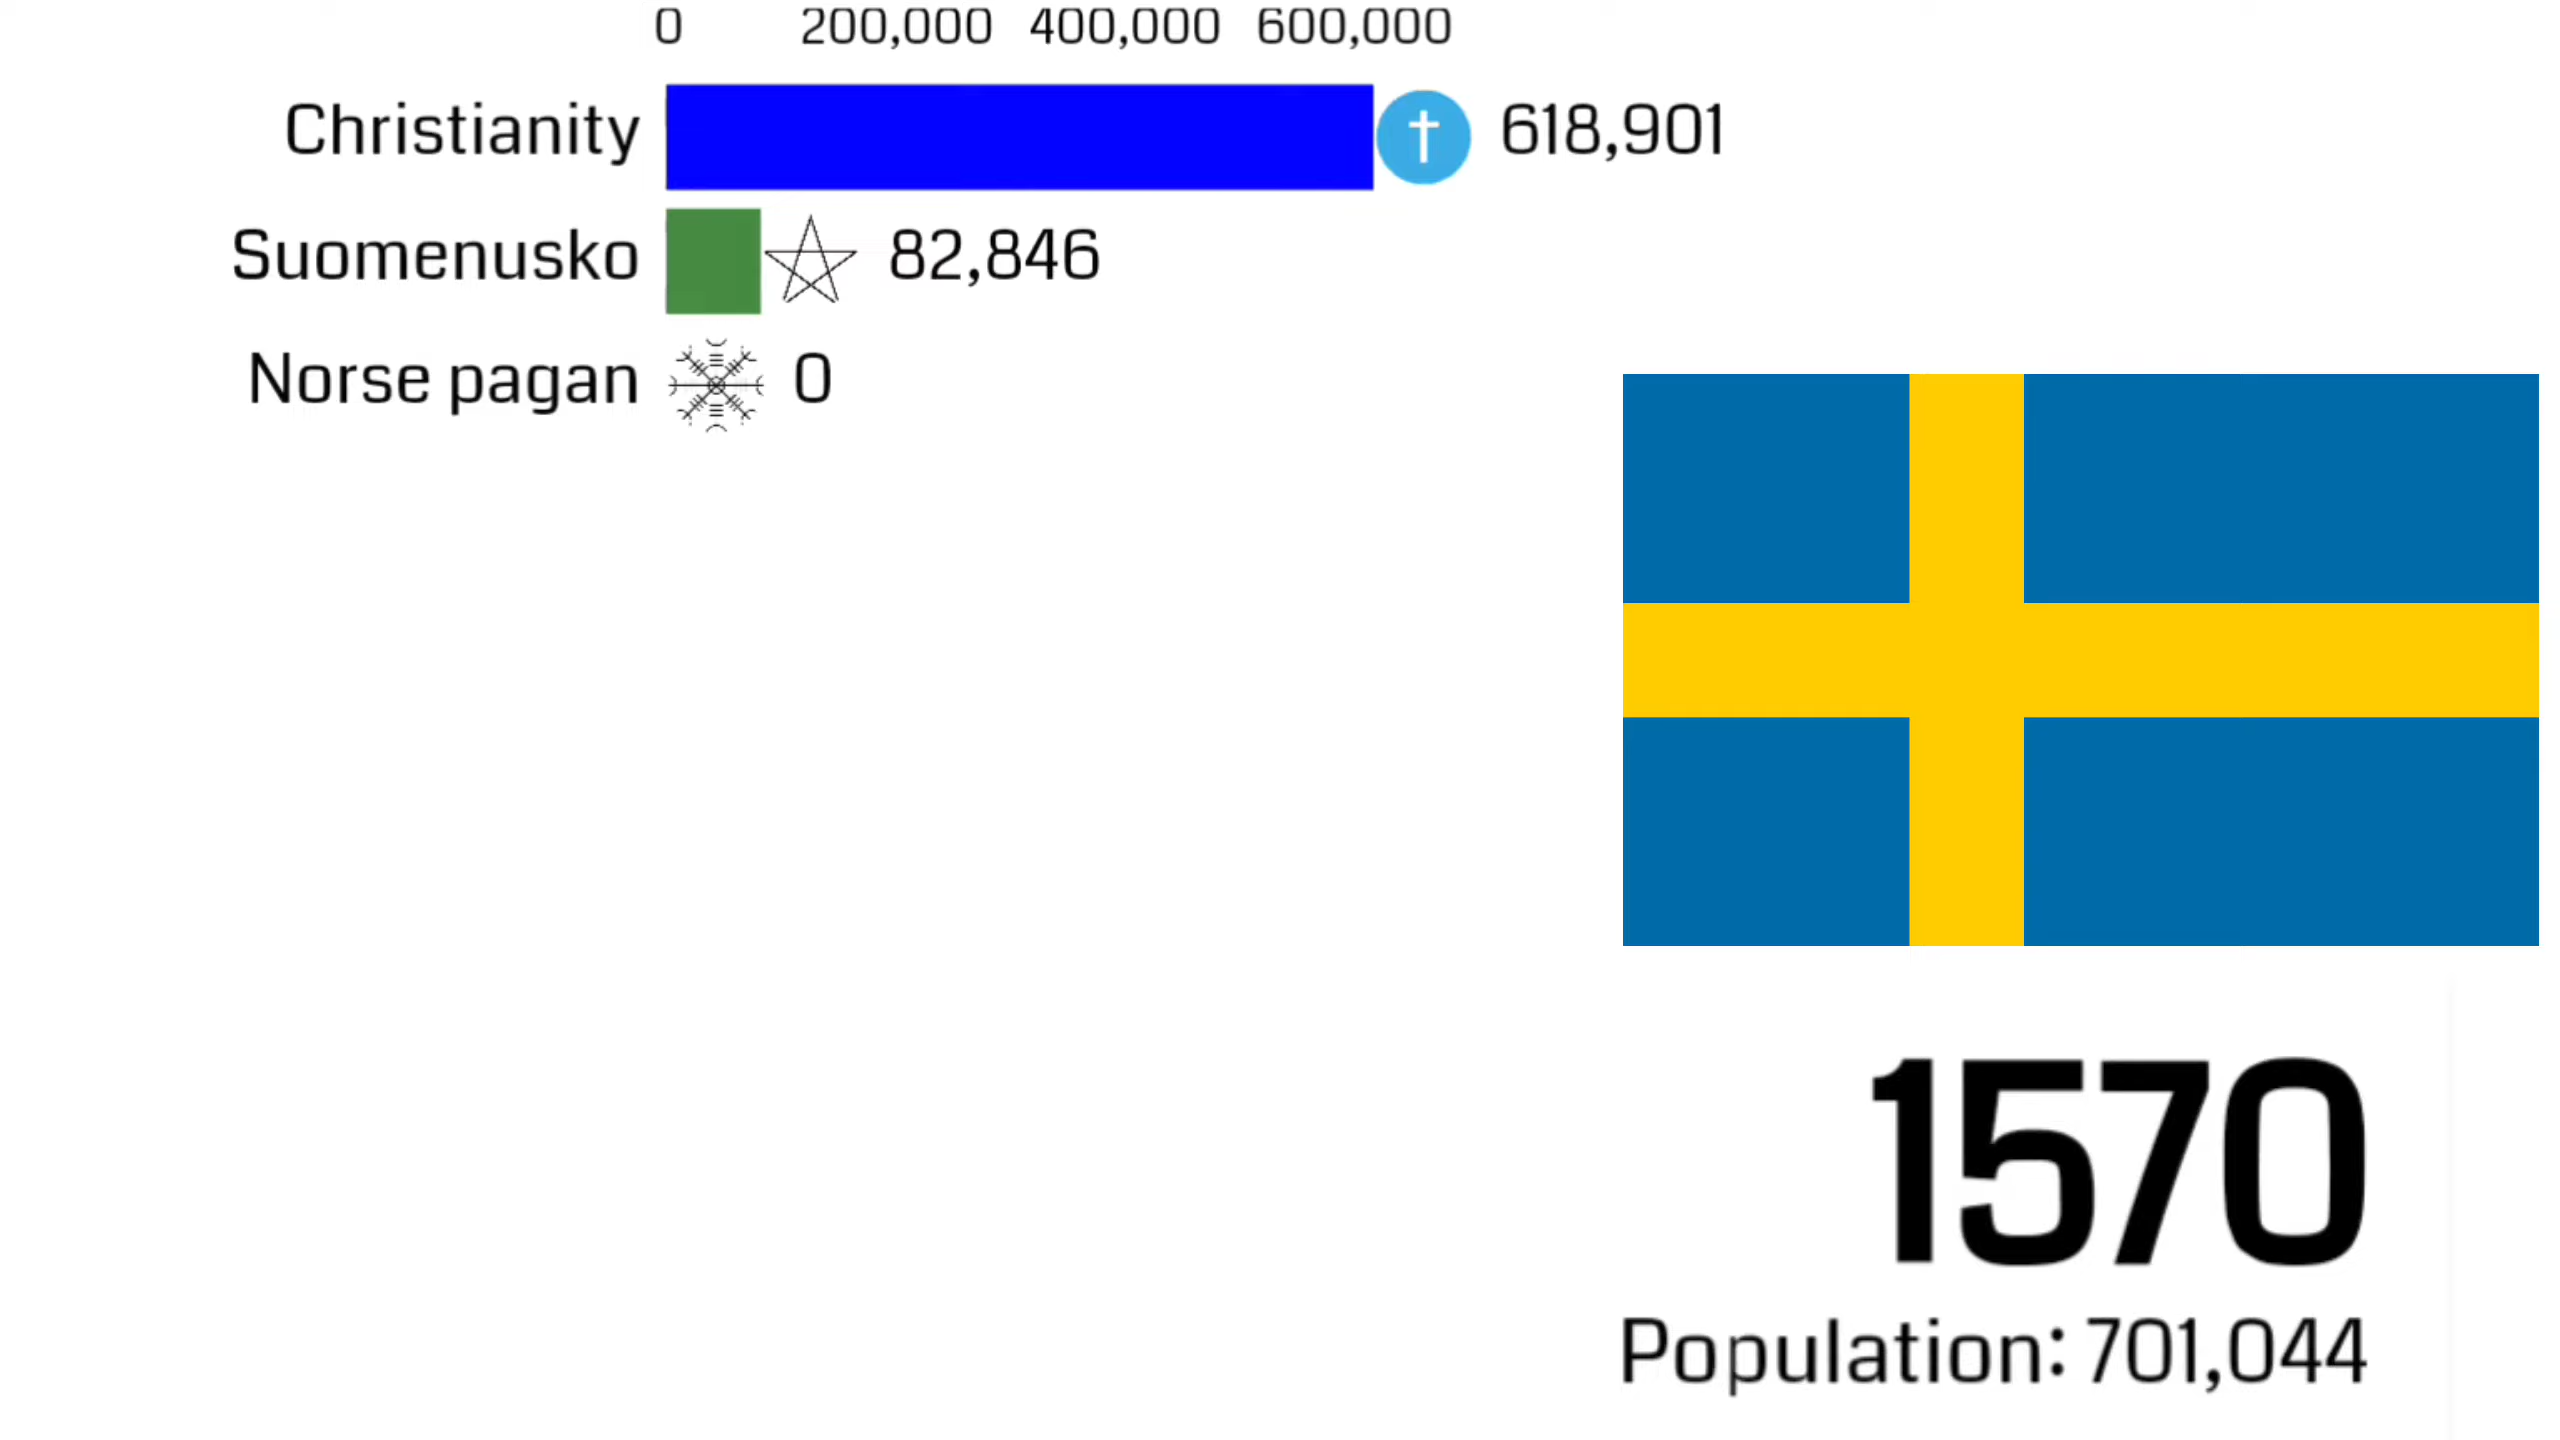 0 200,000 400,000 600,000
Christianity 618,901
Suomenusko 82,846
Norse pagan 0
1570
Population: 701,044